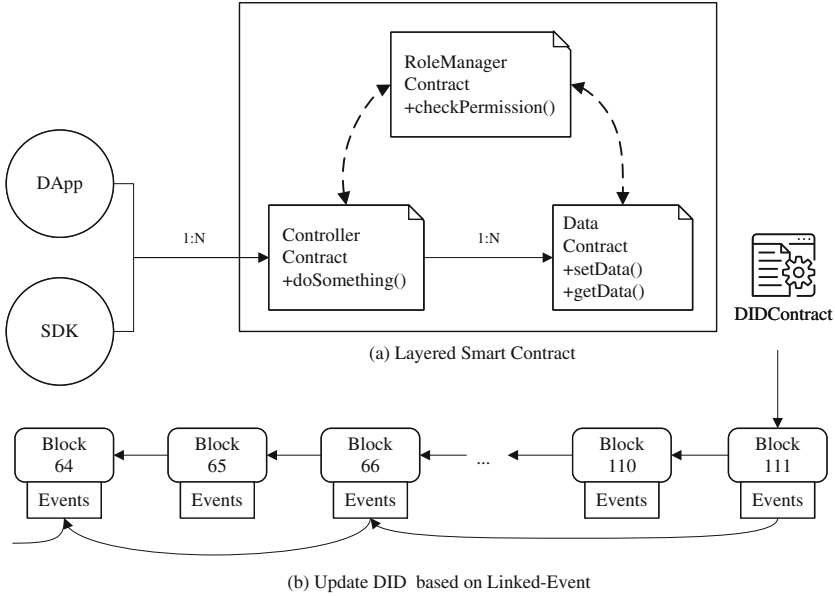 RoleManager
Contract
+checkPermission()
DApp
SDK
1:N
Controller
Contract
+doSomething()
1:N
Data
Contract
+setData()
+getData()
DIDContract
(a) Layered Smart Contract
Block
64
Events
Block
65
Events
Block
66
Events
...
Block
110
Events
Block
111
Events
(b) Update DID based on Linked-Event